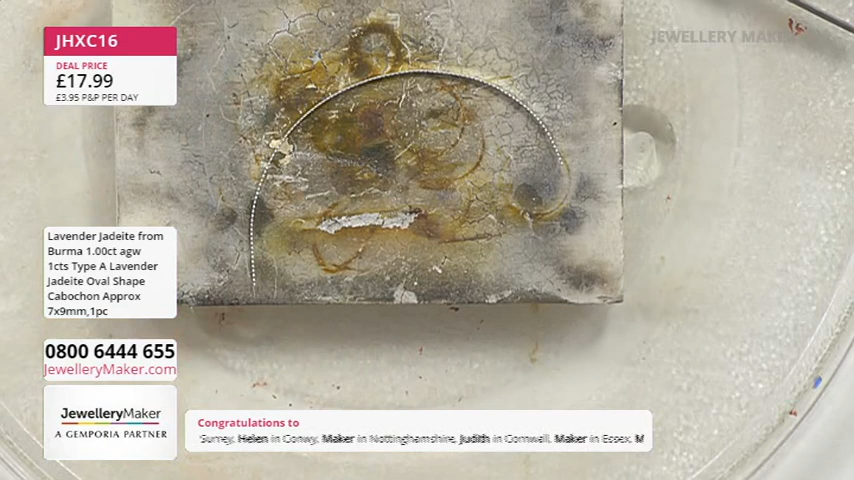 JHXC16
JEWELLERY MAKER
DEAL PRICE
£17.99
£3.95 P&P PER DAY
Lavender Jadeite from
Burma 1.00ct agw
1cts Type A Lavender
Jadeite Oval Shape
Cabochon Approx
7x9mm,1pc
0800 6444 655
JewelleryMaker.com
JewelleryMaker
A GEMPORIA PARTNER
Congratulations to
Surrey, Helen in Conwy, Maker in Nottinghamshire, Judith in Cornwall, Maker in Essex, M